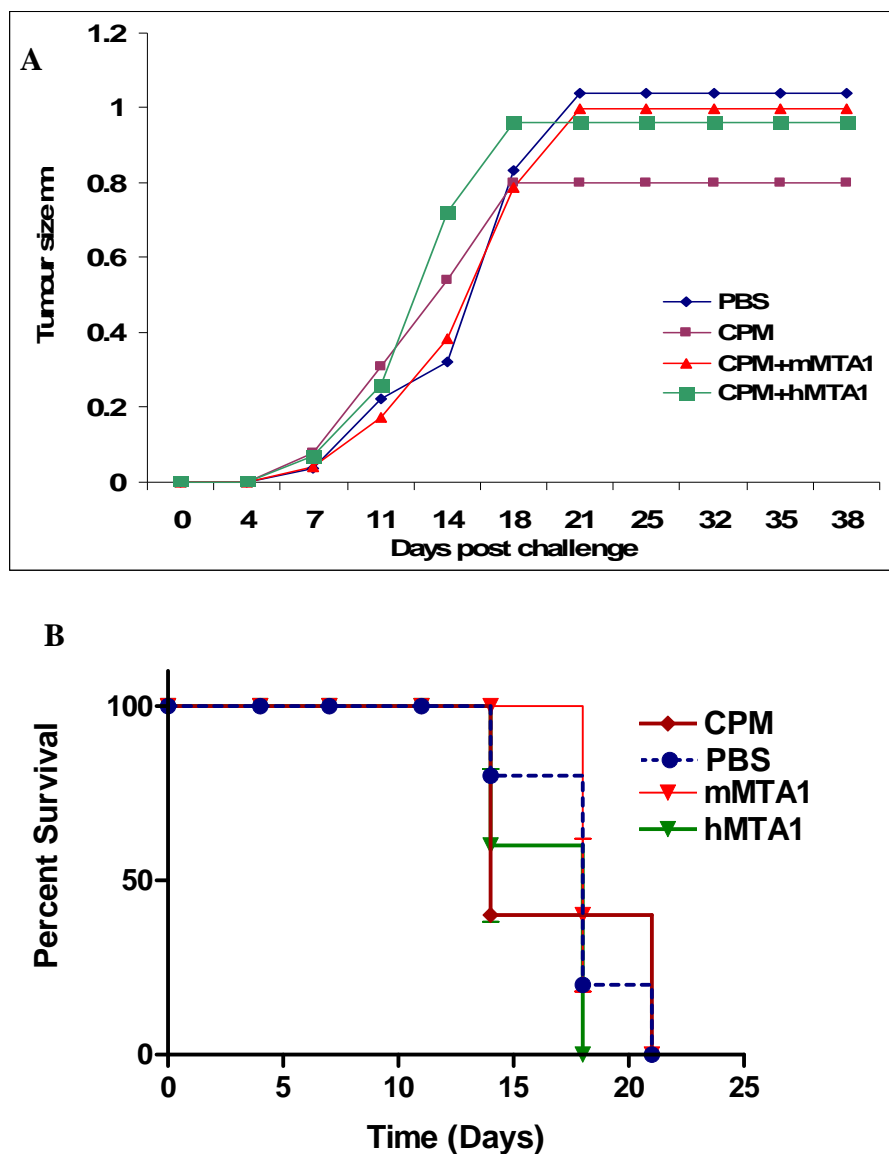 A
1.2
1
0.8
0.6
0.4
0.2
0
Tumour size mm
0 4 7 11 14 18 21 25 32 35 38
Days post challenge
PBS
CPM
CPM+mMTA1
CPM+hMTA1
B
100
50
0
Percent Survival
0 5 10 15 20 25
Time (Days)
CPM
PBS
mMTA1
hMTA1